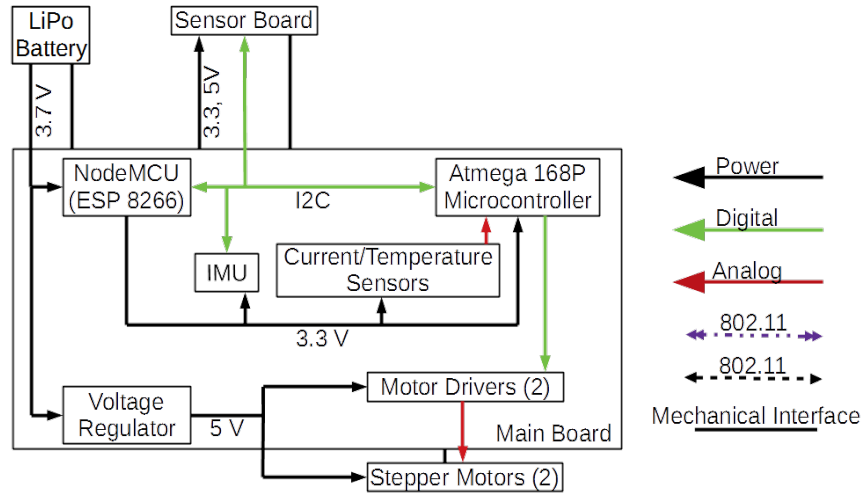 LiPo
Battery
Sensor Board
3.7 V
3.3, 5V
NodeMCU
(ESP 8266)
I2C
Atmega 168P
Microcontroller
IMU
Current/Temperature
Sensors
3.3 V
Voltage
Regulator
5 V
Motor Drivers (2)
Main Board
Stepper Motors (2)
Power
Digital
Analog
802.11
802.11
Mechanical Interface